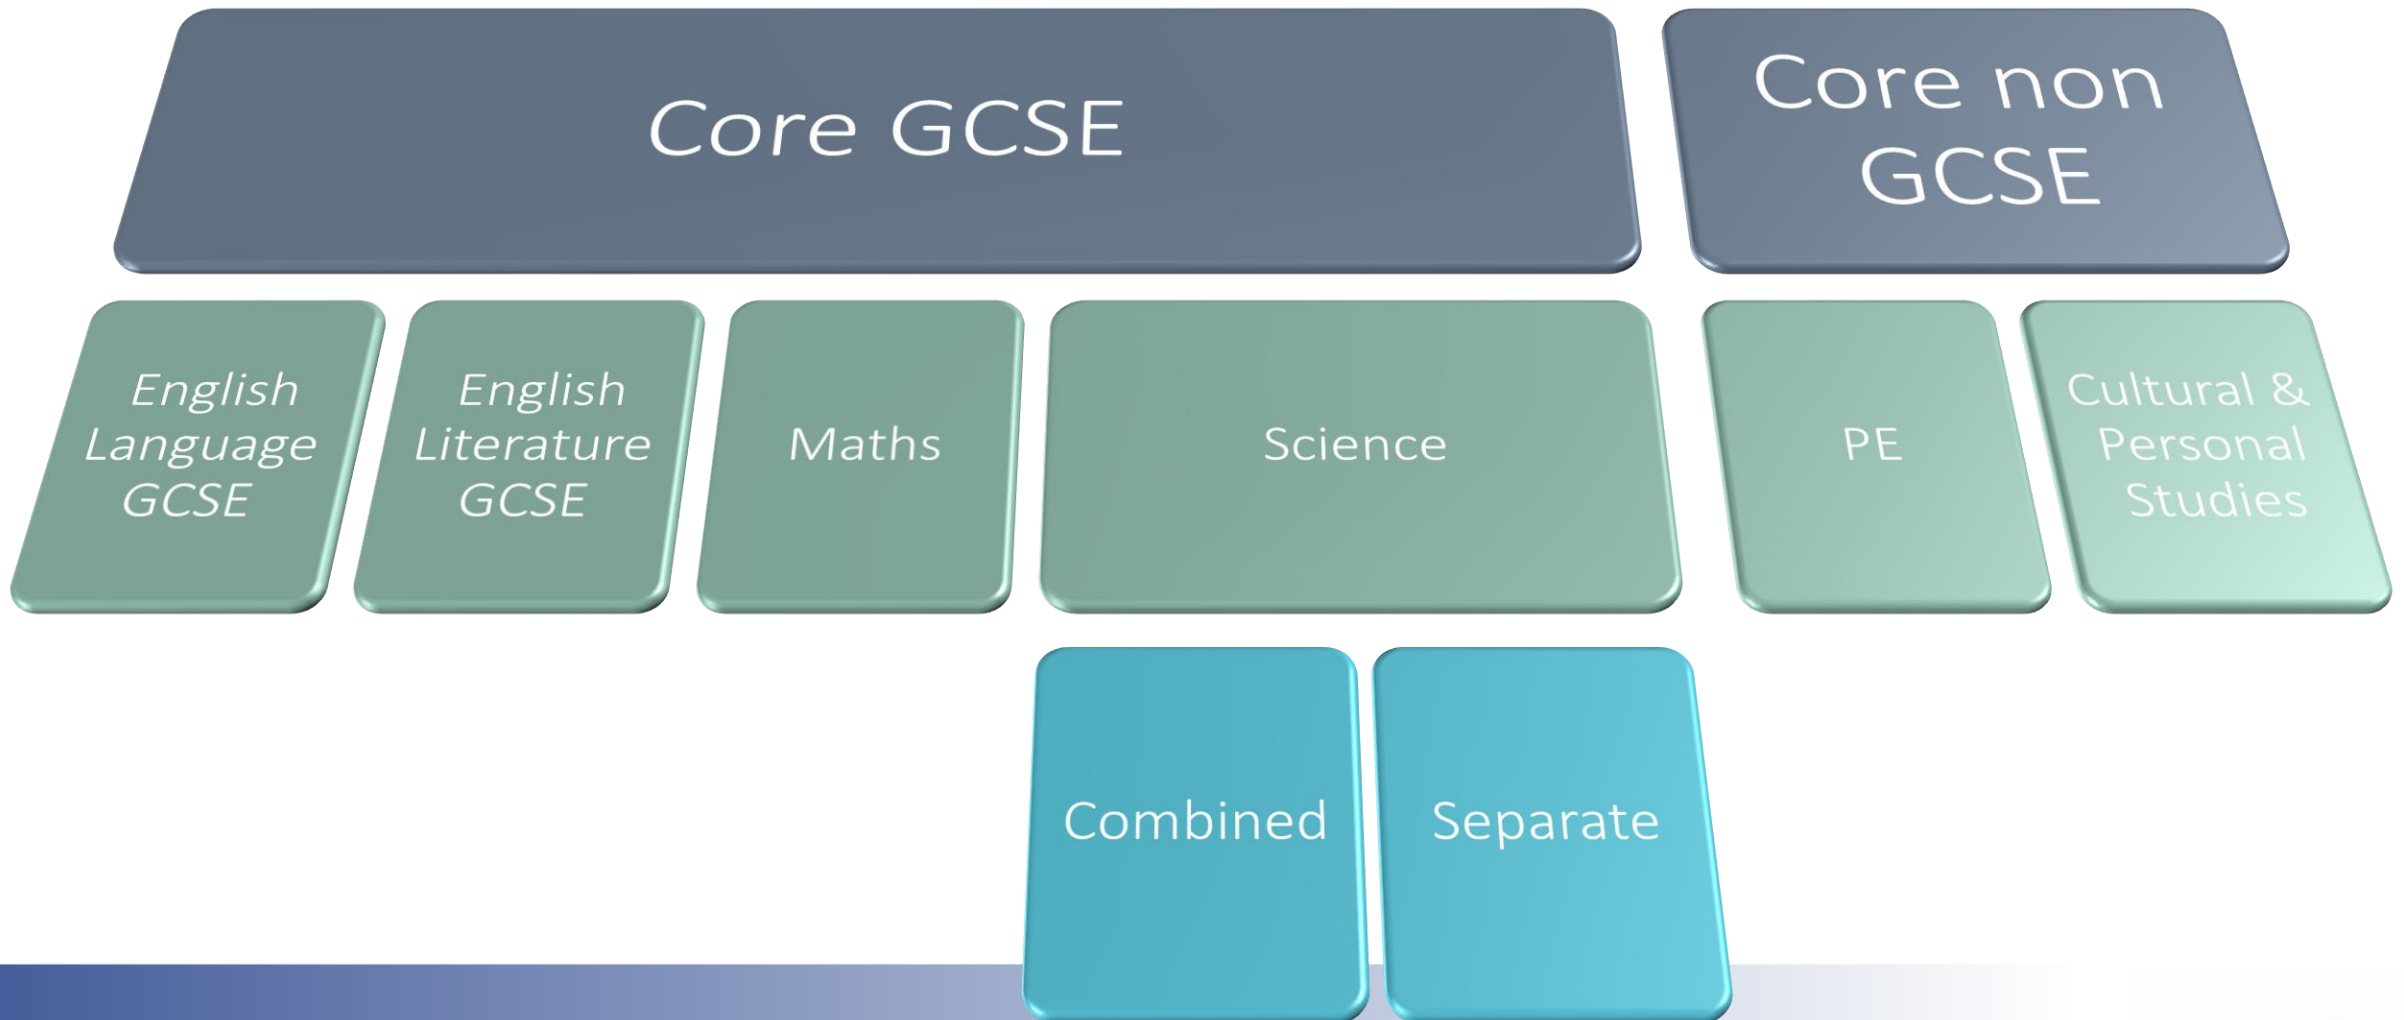 Core GCSE
Core non
GCSE
English
Language
GCSE
English
Literature
GCSE
Maths
Science
PE
Cultural &
Personal
Studies
Combined
Separate